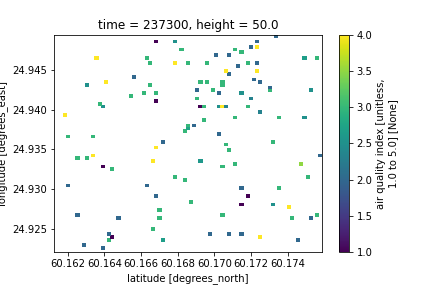 time = 237300, height = 50.0
24.945
24.940
24.935
24.930
24.925
longitude [degrees_east]
60.162 60.164 60.166 60.168 60.170 60.172 60.174
latitude [degrees_north]
4.0
3.5
3.0
2.5
2.0
1.5
1.0
air quality index [unitless,
1.0 to 5.0] [None]